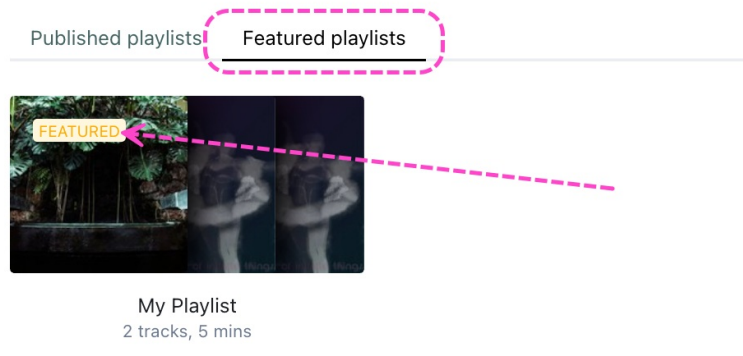 Published playlists
Featured playlists
FEATURED
My Playlist
2 tracks, 5 mins